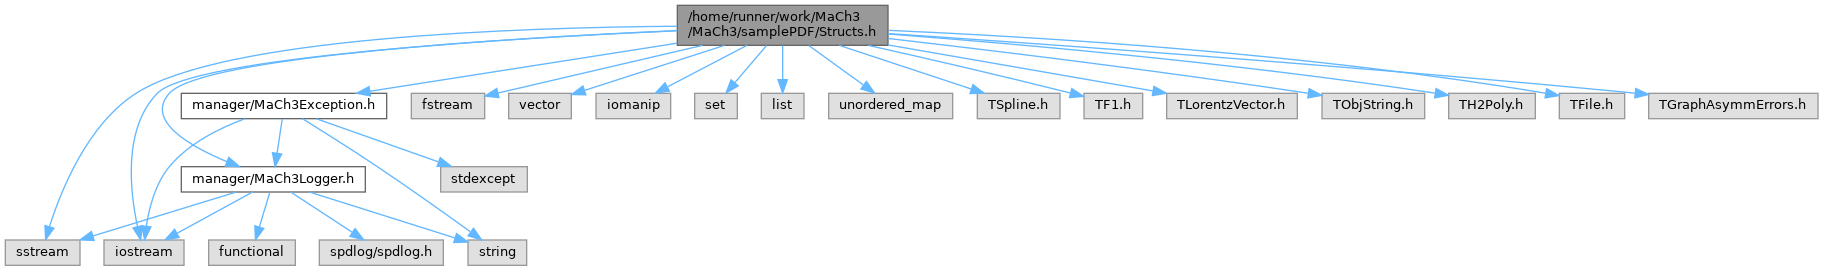 /home/runner/work/MaCh3
/MaCh3/samplePDF/Structs.h
manager/MaCh3Exception.h
fstream
vector
iomanip
set
list
unordered_map
TSpline.h
TF1.h
TLorentzVector.h
TObjString.h
TH2Poly.h
TFile.h
TGraphAsymmErrors.h
manager/MaCh3Logger.h
stdexcept
sstream
iostream
functional
spdlog/spdlog.h
string